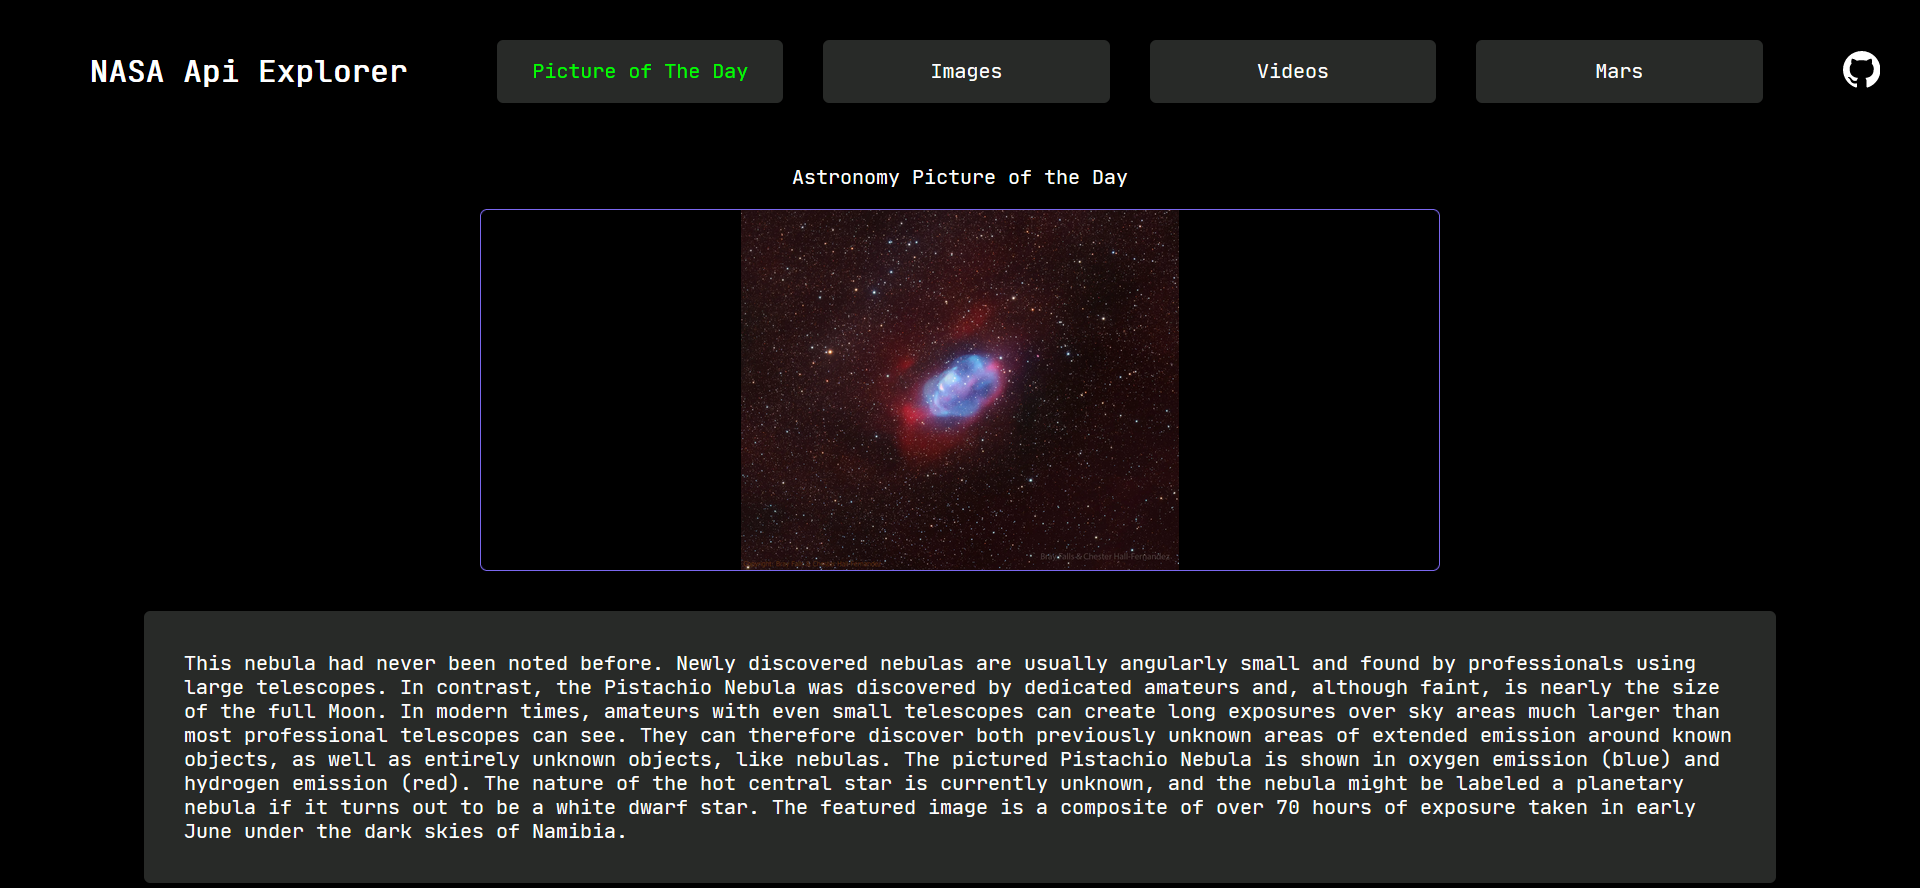 NASA Api Explorer
Picture of The Day
Images
Videos
Mars
Astronomy Picture of the Day
Bray Falls & Chester Hall-Fernandez
This nebula had never been noted before. Newly discovered nebulas are usually angularly small and found by professionals using
large telescopes. In contrast, the Pistachio Nebula was discovered by dedicated amateurs and, although faint, is nearly the size
of the full Moon. In modern times, amateurs with even small telescopes can create long exposures over sky areas much larger than
most professional telescopes can see. They can therefore discover both previously unknown areas of extended emission around known
objects, as well as entirely unknown objects, like nebulas. The pictured Pistachio Nebula is shown in oxygen emission (blue) and
hydrogen emission (red). The nature of the hot central star is currently unknown, and the nebula might be labeled a planetary
nebula if it turns out to be a white dwarf star. The featured image is a composite of over 70 hours of exposure taken in early
June under the dark skies of Namibia.